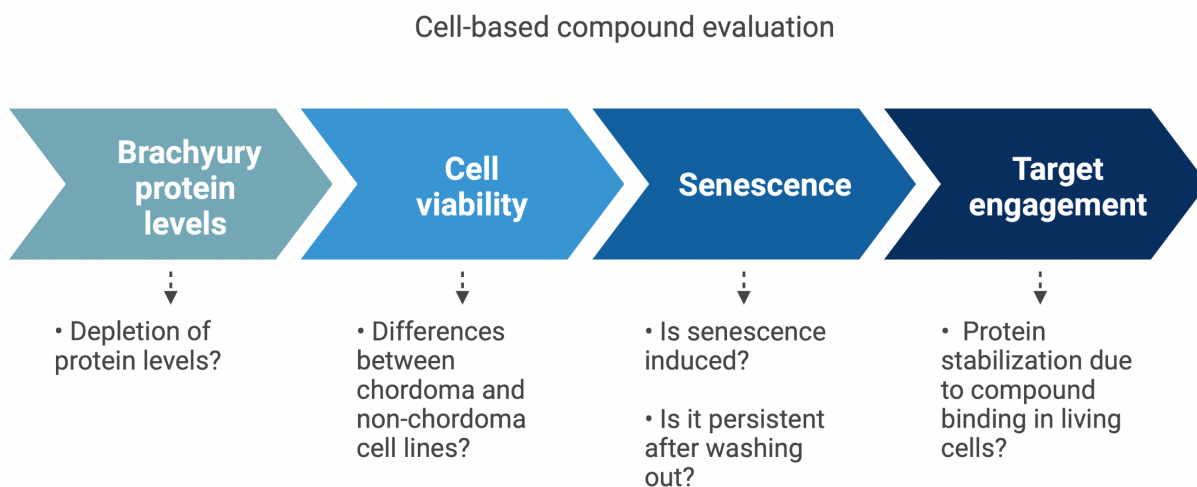 Cell-based compound evaluation
Brachyury
protein
levels
Cell
viability
Senescence
Target
engagement
• Depletion of
protein levels?
• Differences
between
chordoma and
non-chordoma
cell lines?
• Is senescence
induced?
• Is it persistent
after washing
out?
• Protein
stabilization due
to compound
binding in living
cells?